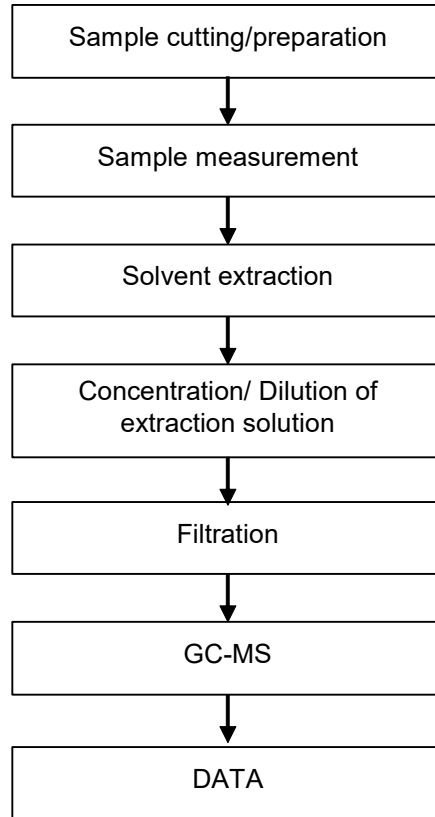 Sample cutting/preparation
Sample measurement
Solvent extraction
Concentration/ Dilution of
extraction solution
Filtration
GC-MS
DATA